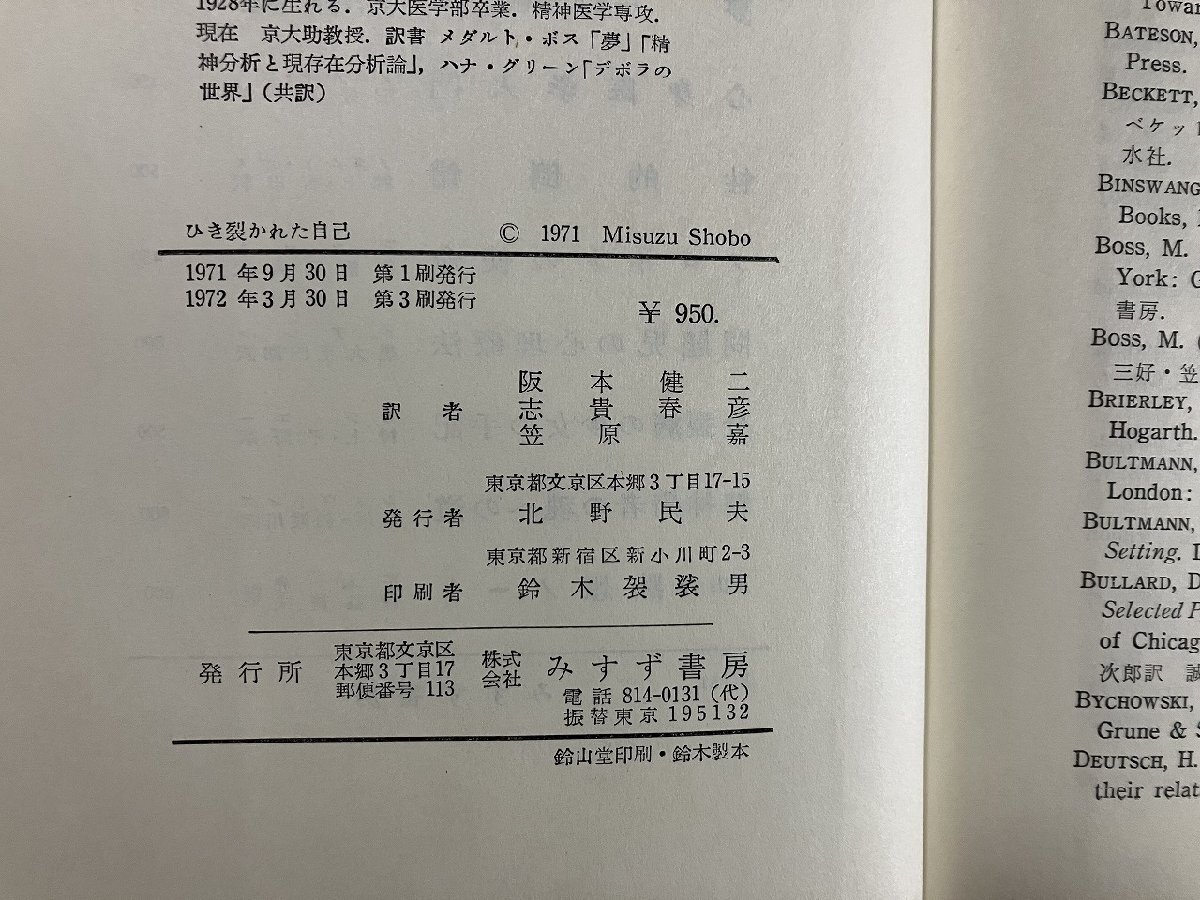 1928年に生れる. 京大医学部卒業. 精神医学専攻.
現在 京大助教授. 訳書 メダルト・ボス「夢」「精
神分析と現存在分析論」, ハナ・グリーン「デボラの
世界」(共訳)
ひき裂かれた自己 © 1971 Misuzu Shobo
1971年9月30日 第1刷発行
1972年3月30日 第3刷発行
¥ 950.
訳者
阪本健二
志貴春彦
笠原嘉
東京都文京区本郷3丁目17-15
発行者 北野民夫
東京都新宿区新小川町2-3
印刷者 鈴木袈裟男
発行所
東京都文京区
本郷3丁目17
郵便番号 113
株式会社 みすず書房
電話 814-0131 (代)
振替東京 195132
鈴山堂印刷・鈴木製本
Towar
BATESON,
Press.
BECKETT,
ベケット
水社.
BINSWANG
Books,
BOSS, M.
York: G
書房.
BOSS, M. (
三好・笠
BRIERLEY,
Hogarth.
BULTMANN,
London:
BULTMANN,
Setting.
BULLARD, D
Selected P
of Chicag
次郎訳 誠
BYCHOWSKI,
Grune & S
DEUTSCH, H.
their relat